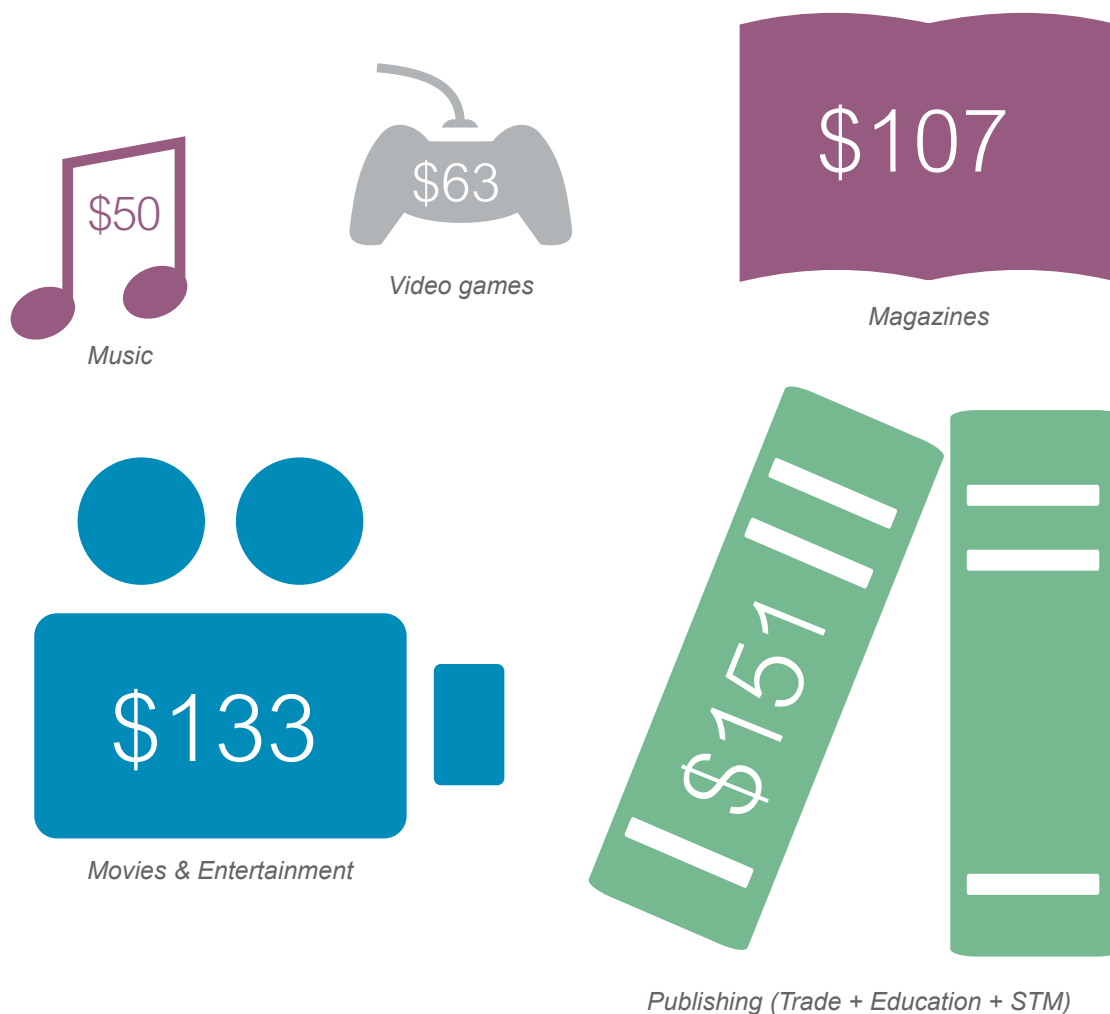 $50
Music
$63
Video games
$107
Magazines
$133
Movies & Entertainment
$151
Publishing (Trade + Education + STM)